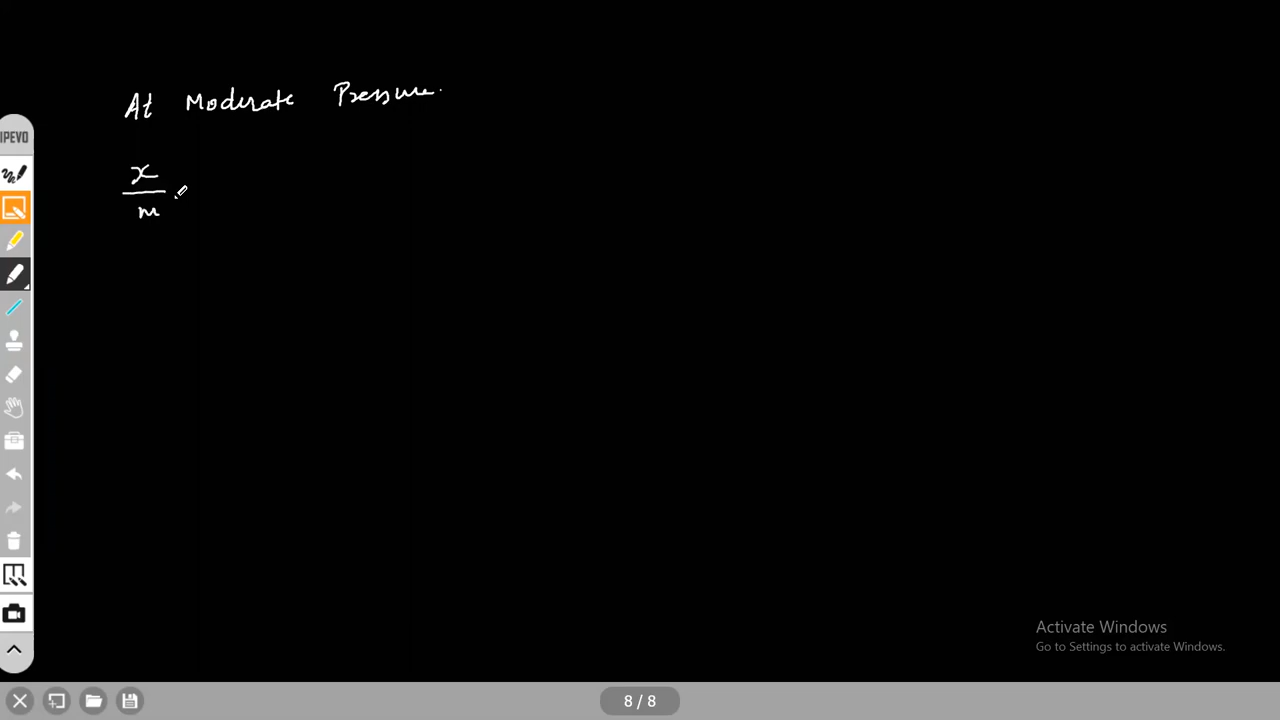 At Moderate Pressure.
x
m
IPEVO
Activate Windows
Go to Settings to activate Windows.
8 / 8